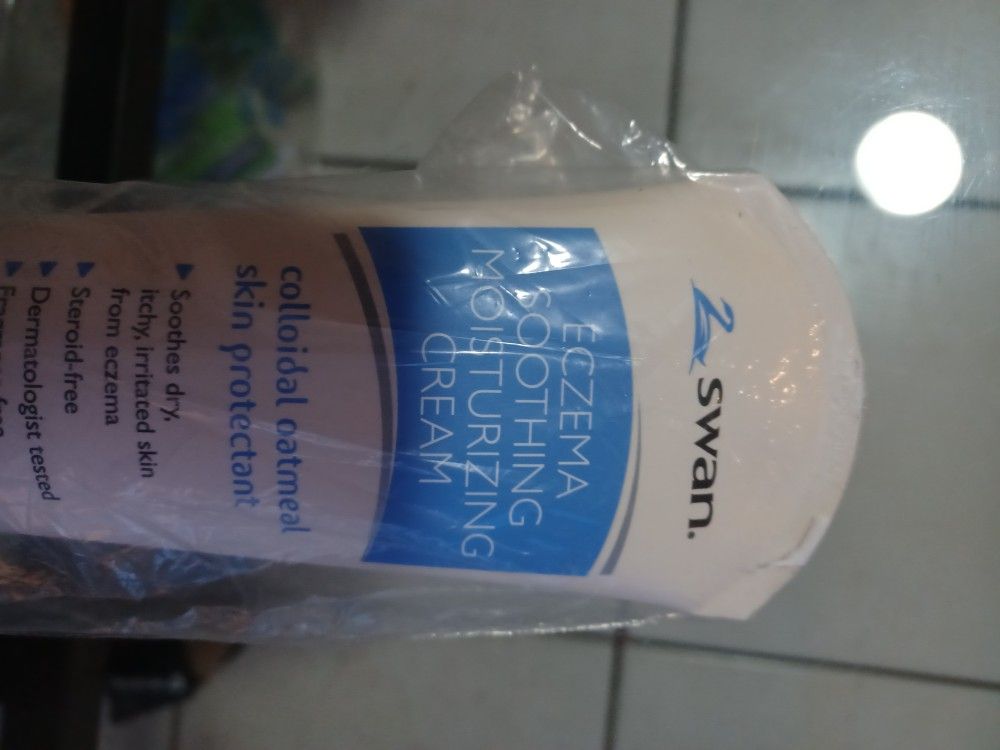 swan.
ECZEMA
SOOTHING
MOISTURIZING
CREAM
colloidal oatmeal
skin protectant
Soothes dry,
itchy, irritated skin
from eczema
Steroid-free
Dermatologist tested